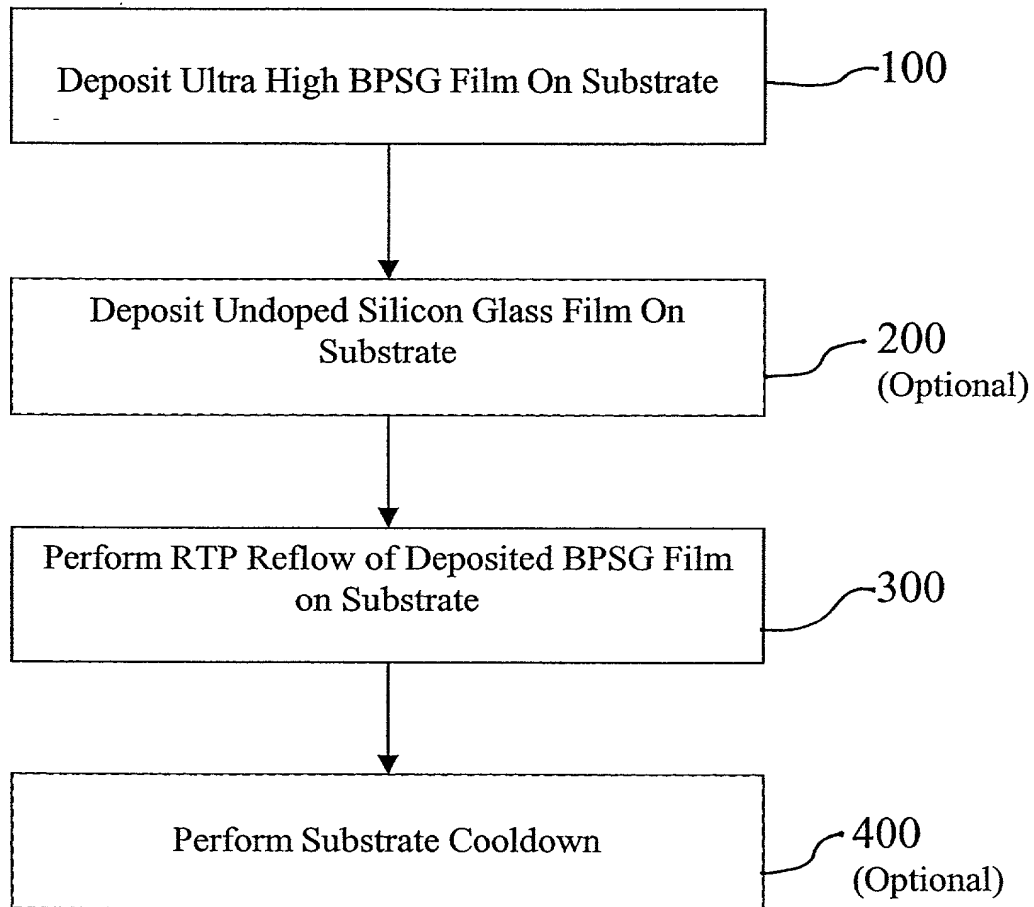 Deposit Ultra High BPSG Film On Substrate
100
Deposit Undoped Silicon Glass Film On
Substrate
200
(Optional)
Perform RTP Reflow of Deposited BPSG Film
on Substrate
300
Perform Substrate Cooldown
400
(Optional)